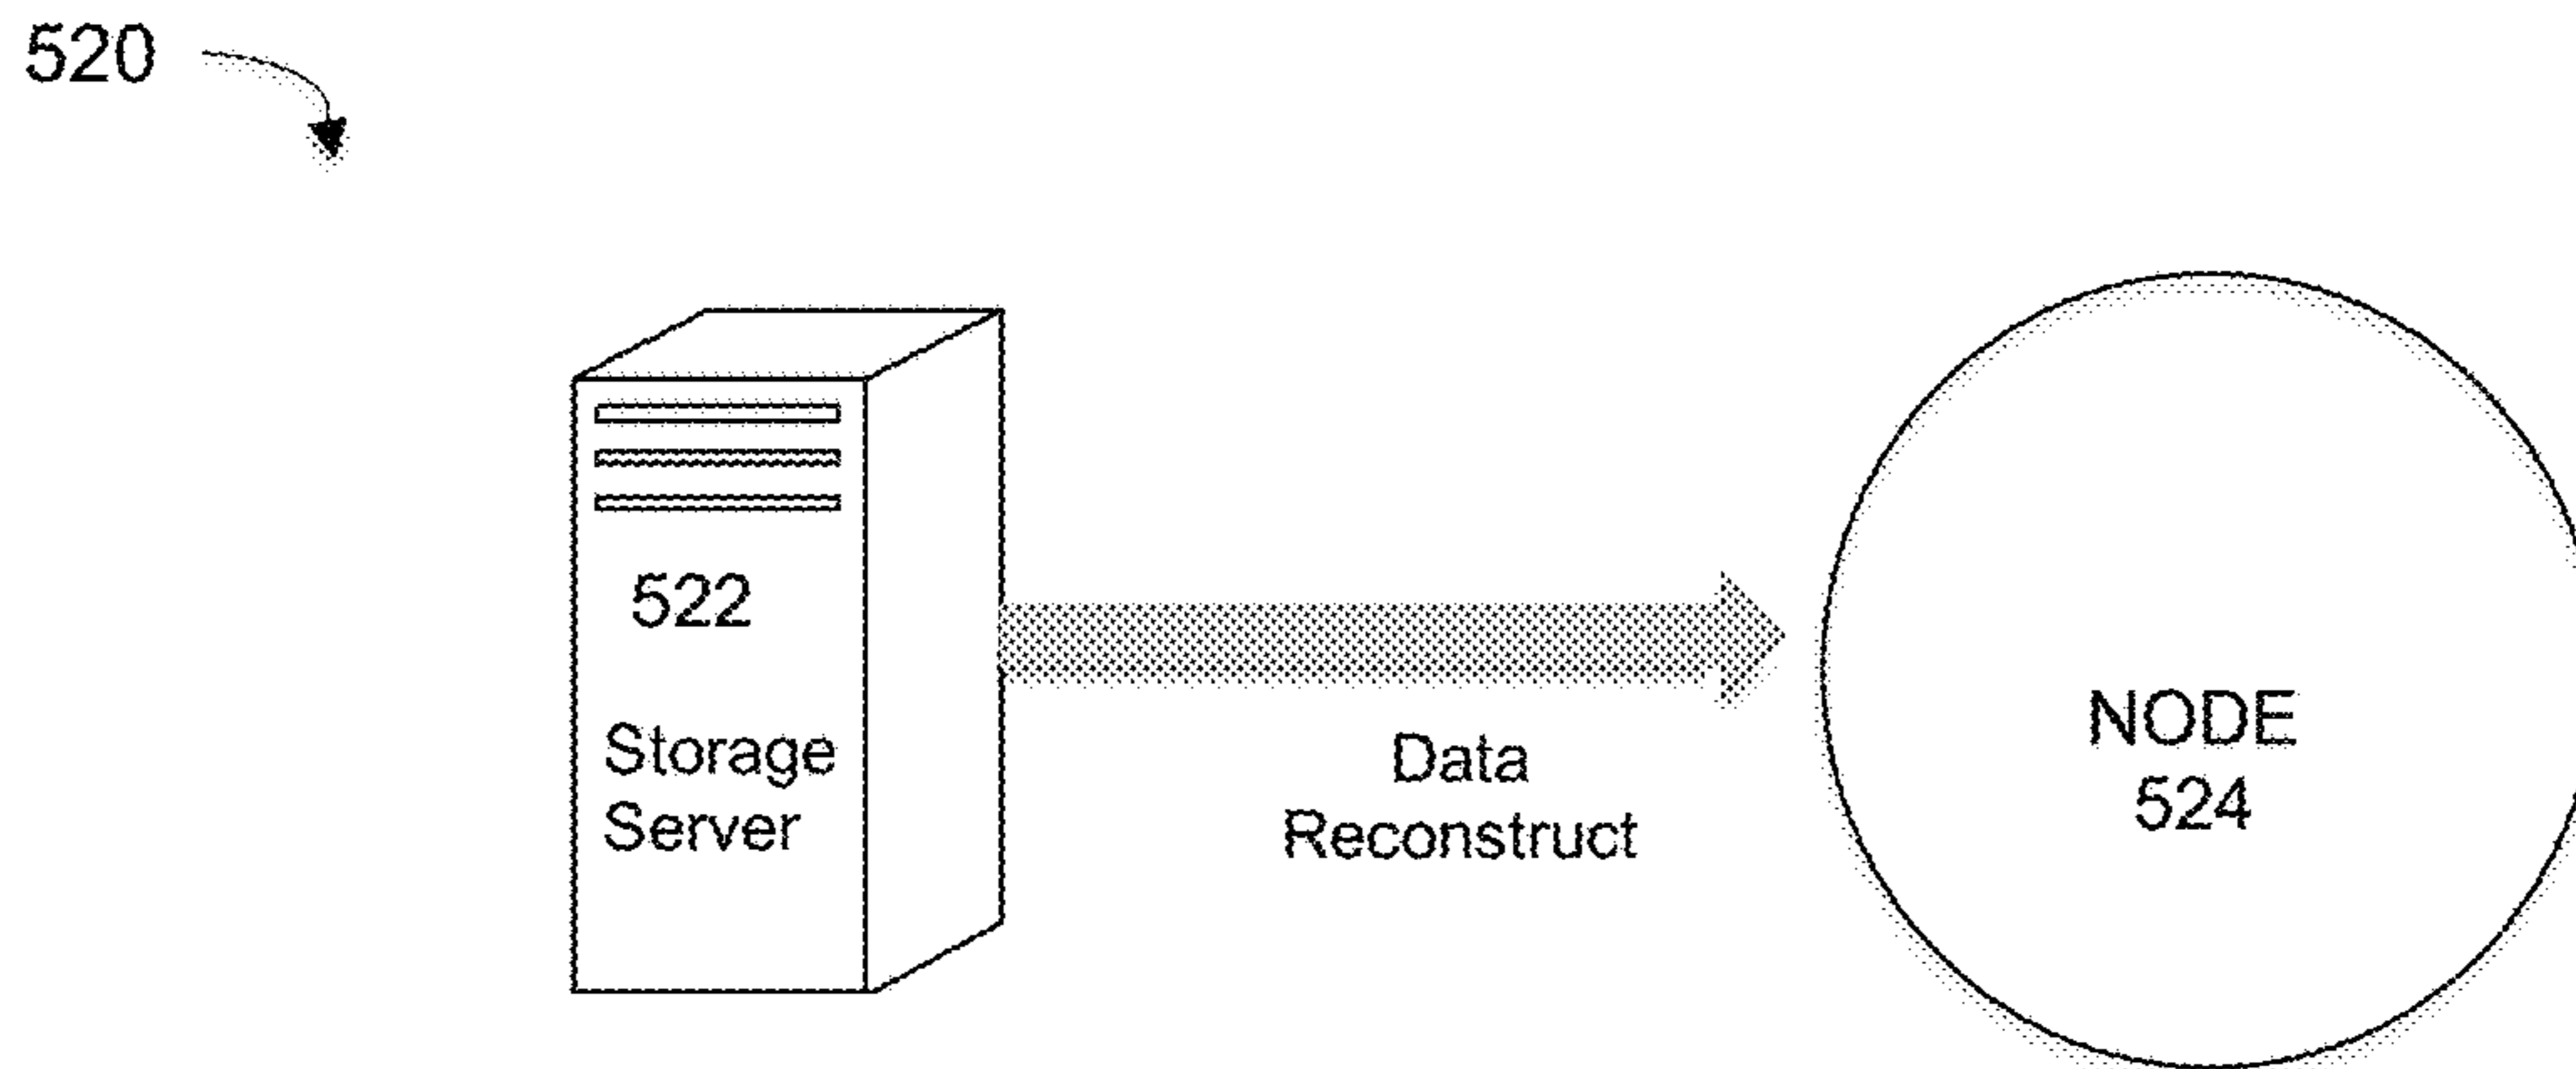 520
522
Storage
Server
Data
Reconstruct
NODE
524